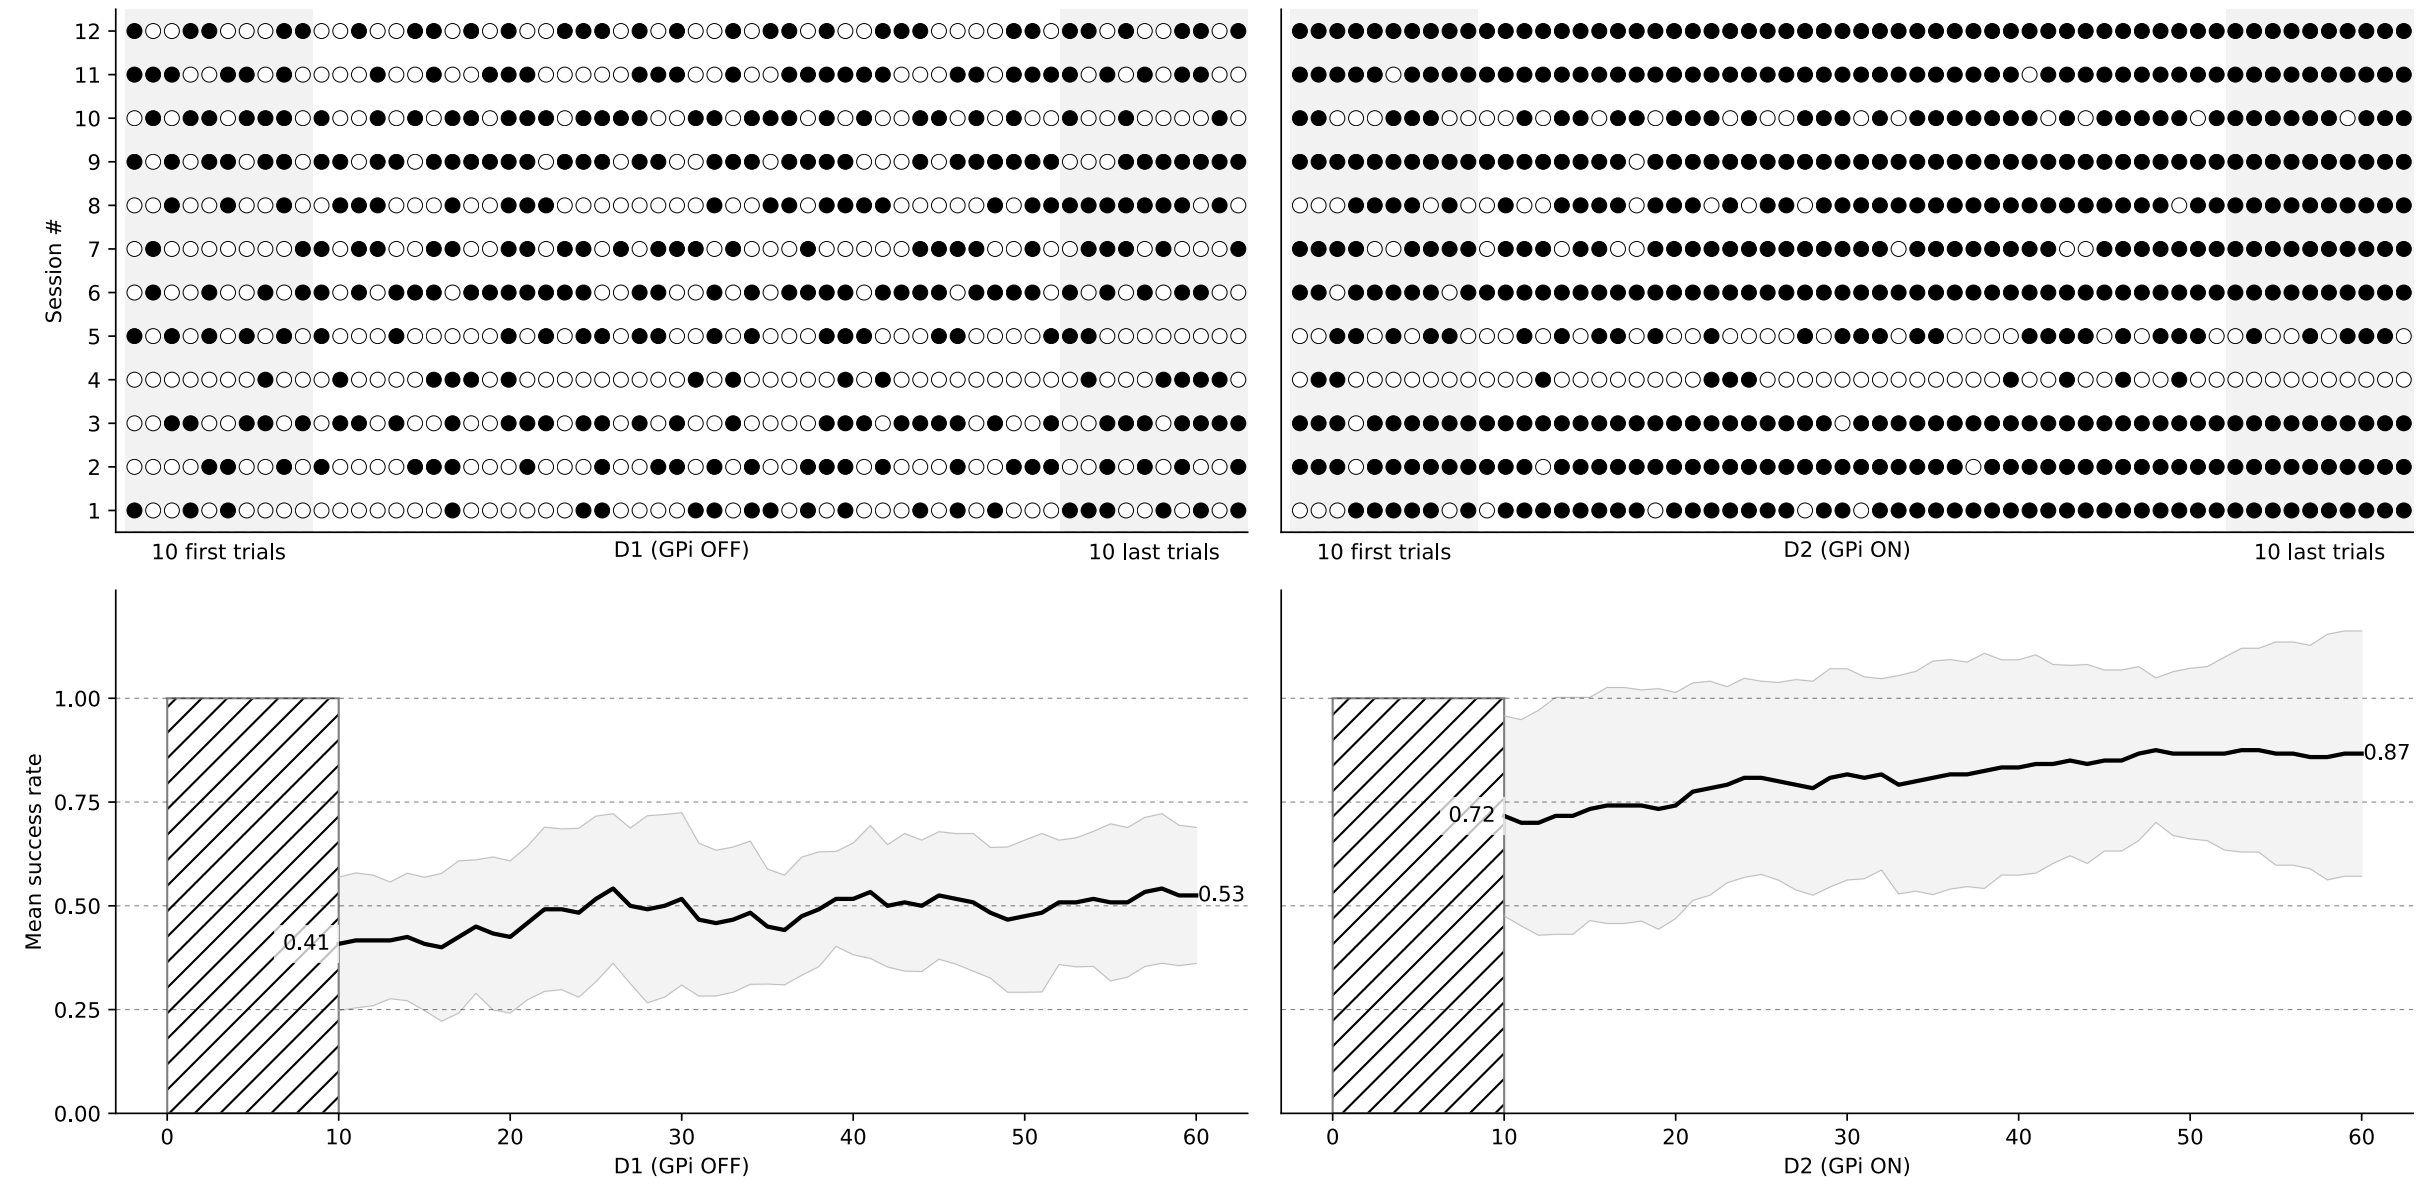 Session #
12
11
10
9
8
7
6
5
4
3
2
1
10 first trials D1 (GPi OFF) 10 last trials
10 first trials D2 (GPi ON) 10 last trials
Mean success rate
1.00
0.75
0.50
0.25
0.00
0.41
0.53
0 10 20 30 40 50 60
D1 (GPi OFF)
0.72
0.87
0 10 20 30 40 50 60
D2 (GPi ON)